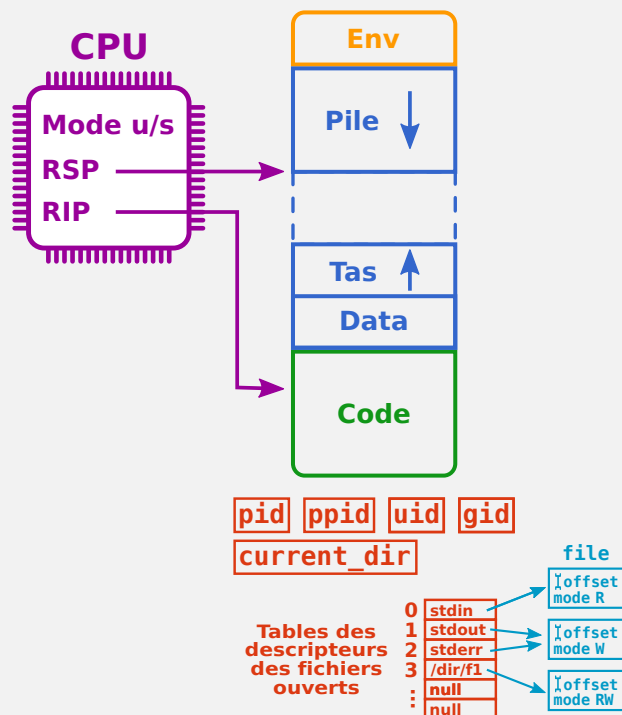 CPU
Mode u/s
RSP
RIP
Env
Pile
Tas
Data
Code
pid ppid uid gid
current_dir
Tables des
descripteurs
des fichiers
ouverts
0 stdin
1 stdout
2 stderr
3 /dir/f1
⋮ null
null
file
offset
mode R
offset
mode W
offset
mode RW